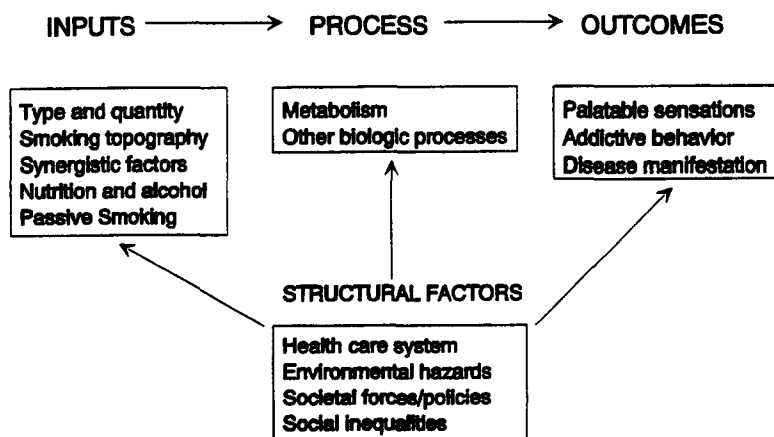 INPUTS PROCESS OUTCOMES
Type and quantity
Smoking topography
Synergistic factors
Nutrition and alcohol
Passive Smoking
Metabolism
Other biologic processes
Palatable sensations
Addictive behavior
Disease manifestation
STRUCTURAL FACTORS
Health care system
Environmental hazards
Societal forces/policies
Social inequalities